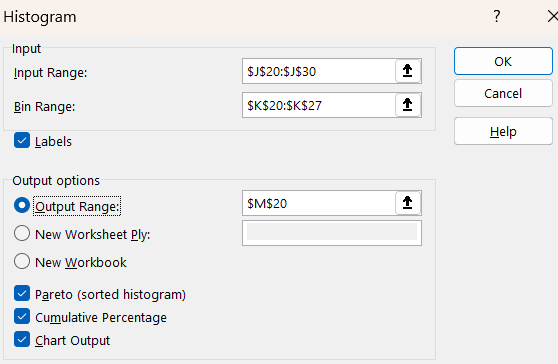 Histogram ? ×
Input
Input Range: $J$20:$J$30 OK
Bin Range: $K$20:$K$27 Cancel
Labels Help
Output options
Output Range: $M$20
New Worksheet Ply:
New Workbook
Pareto (sorted histogram)
Cumulative Percentage
Chart Output